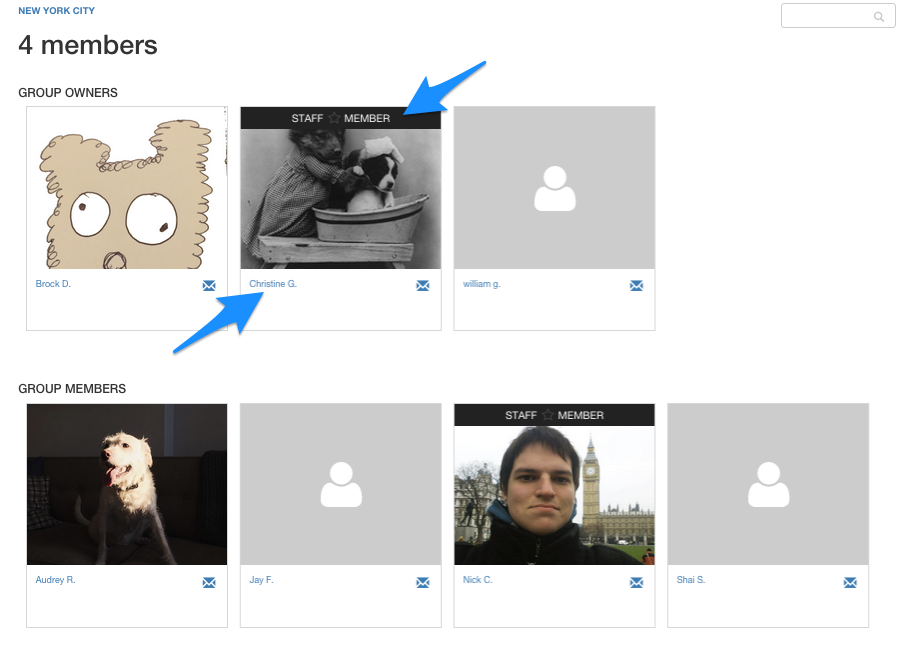 NEW YORK CITY
4 members
GROUP OWNERS
STAFF ☆ MEMBER
Brock D.
Christine G.
william g.
GROUP MEMBERS
STAFF ☆ MEMBER
Audrey R.
Jay F.
Nick C.
Shai S.